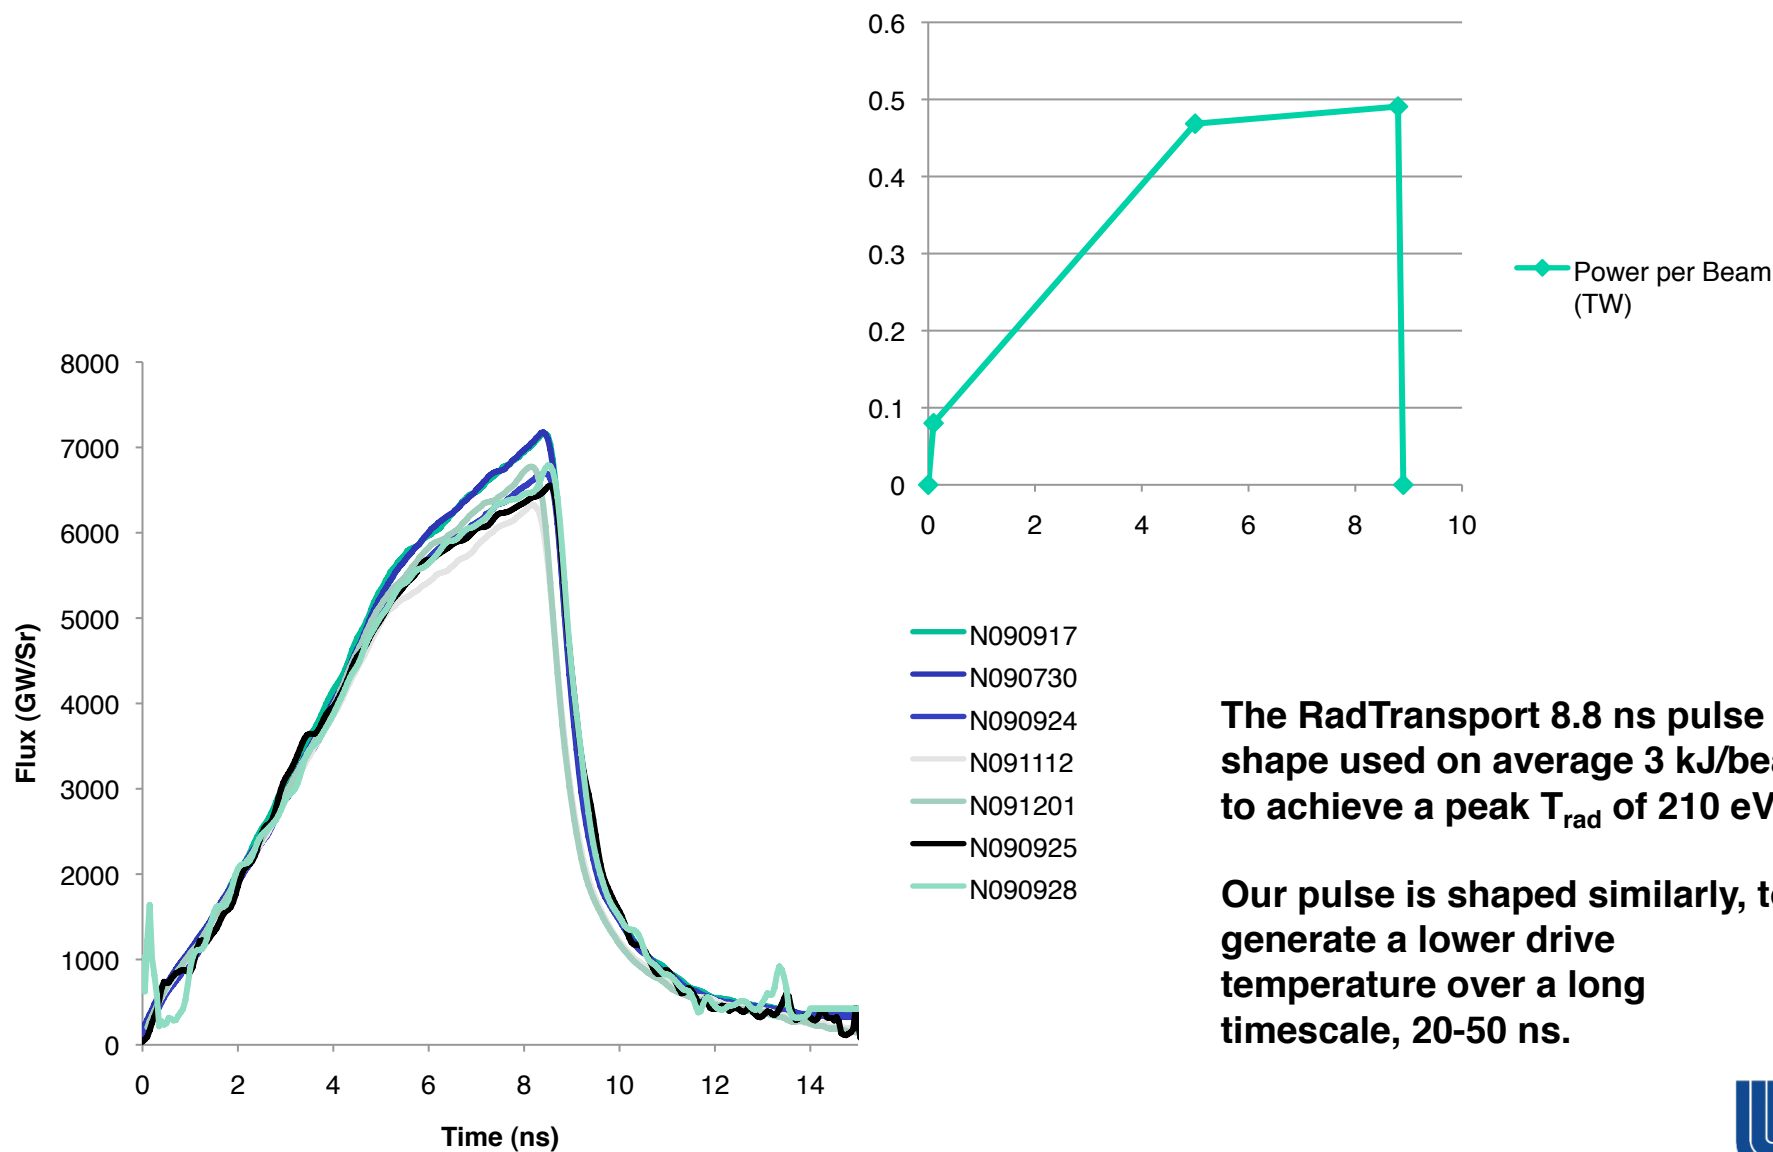 0.6
0.5
0.4
0.3
0.2
0.1
0
0 2 4 6 8 10
Power per Beam
(TW)
8000
7000
6000
5000
4000
3000
2000
1000
0
0 2 4 6 8 10 12 14
Flux (GW/Sr)
Time (ns)
N090917
N090730
N090924
N091112
N091201
N090925
N090928
The RadTransport 8.8 ns pulse
shape used on average 3 kJ/bea
to achieve a peak Trad of 210 eV
Our pulse is shaped similarly, t
generate a lower drive
temperature over a long
timescale, 20-50 ns.